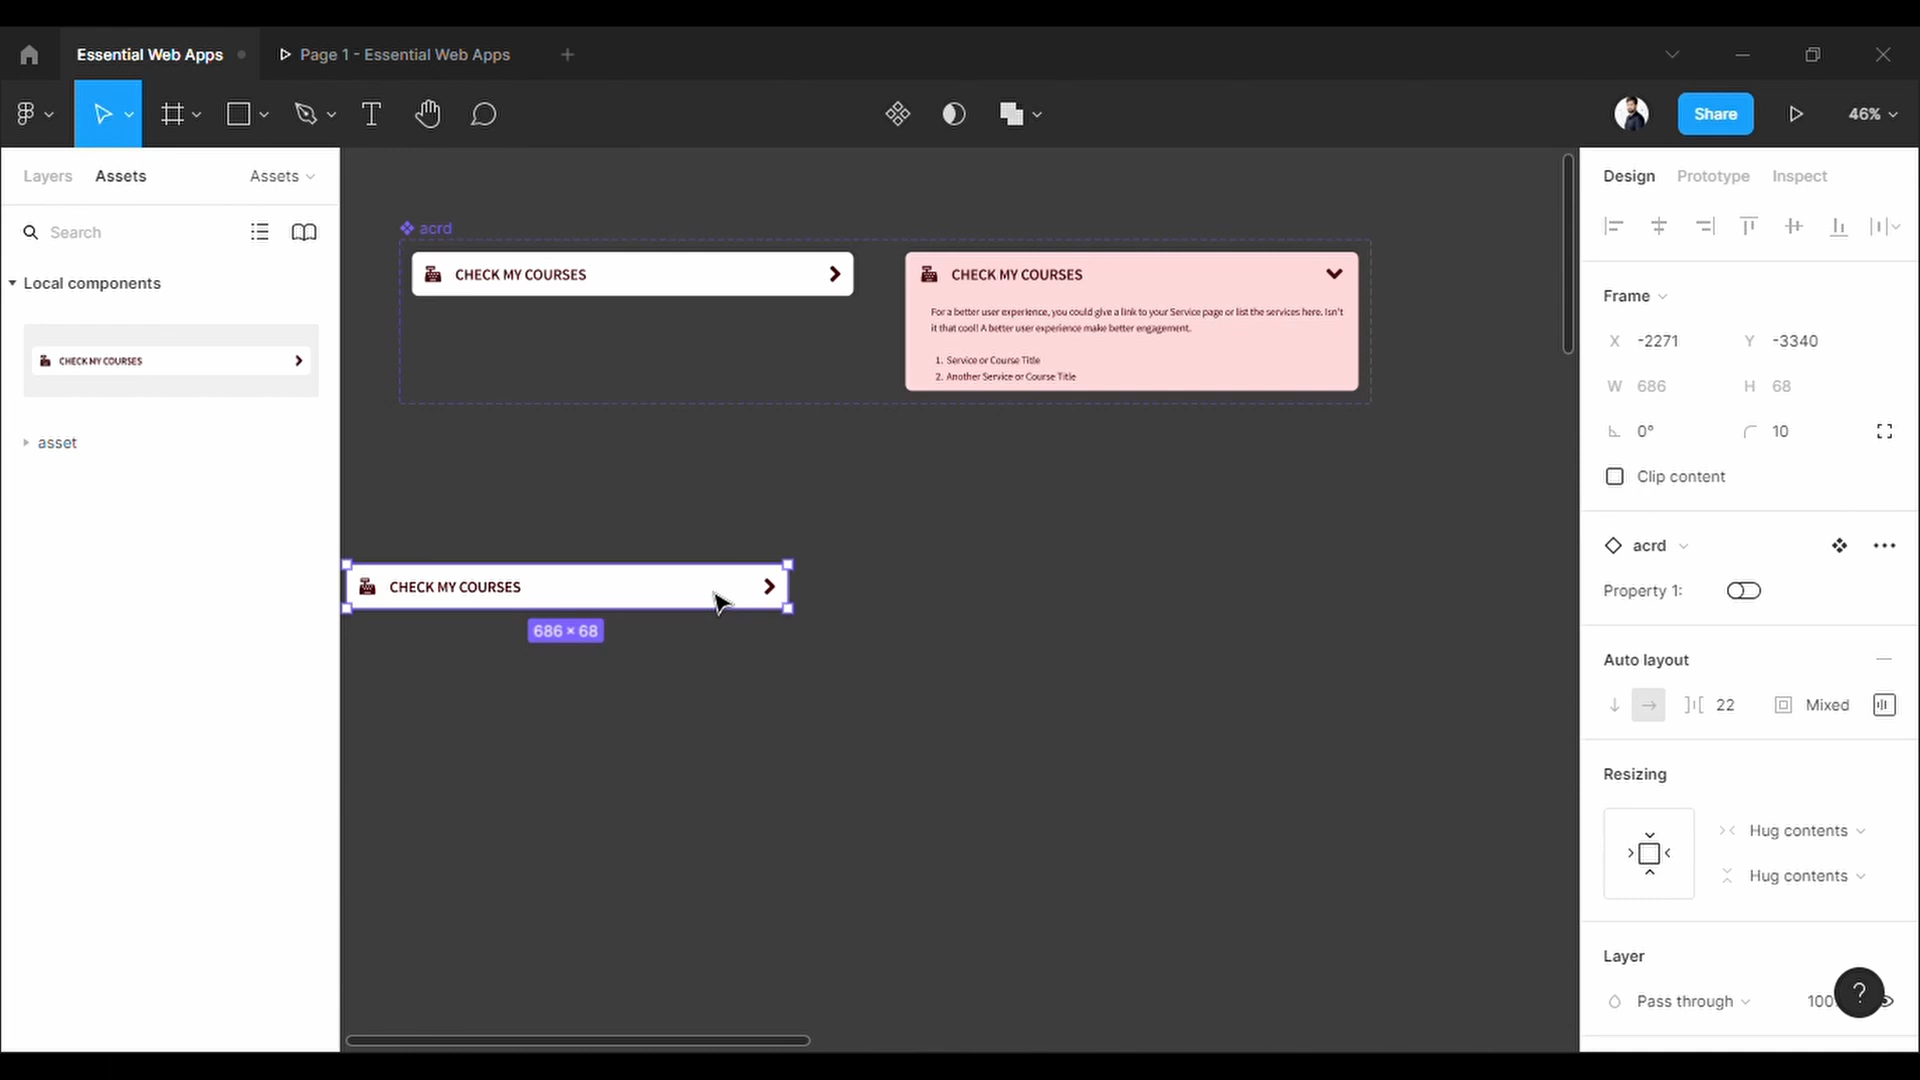 Essential Web Apps
Page 1 - Essential Web Apps
Share
46%
Layers
Assets
Assets
Search
Local components
CHECK MY COURSES
asset
acrd
CHECK MY COURSES
CHECK MY COURSES
For a better user experience, you could give a link to your Service page or list the services here. Isn't
it that cool! A better user experience make better engagement.
1. Service or Course Title
2. Another Service or Course Title
CHECK MY COURSES
686 × 68
Design
Prototype
Inspect
Frame
X -2271
Y -3340
W 686
H 68
0°
10
Clip content
acrd
Property 1:
Auto layout
22
Mixed
Resizing
Hug contents
Hug contents
Layer
Pass through
100
?